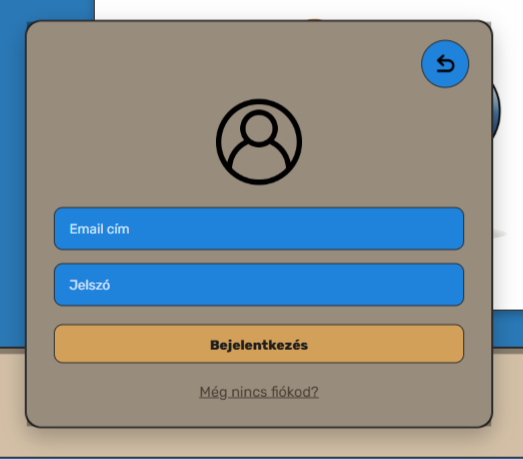 Email cím
Jelszó
Bejelentkezés
Még nincs fiókod?